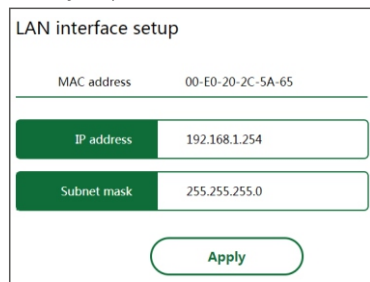 LAN interface setup
MAC address 00-E0-20-2C-5A-65
IP address 192.168.1.254
Subnet mask 255.255.255.0
Apply